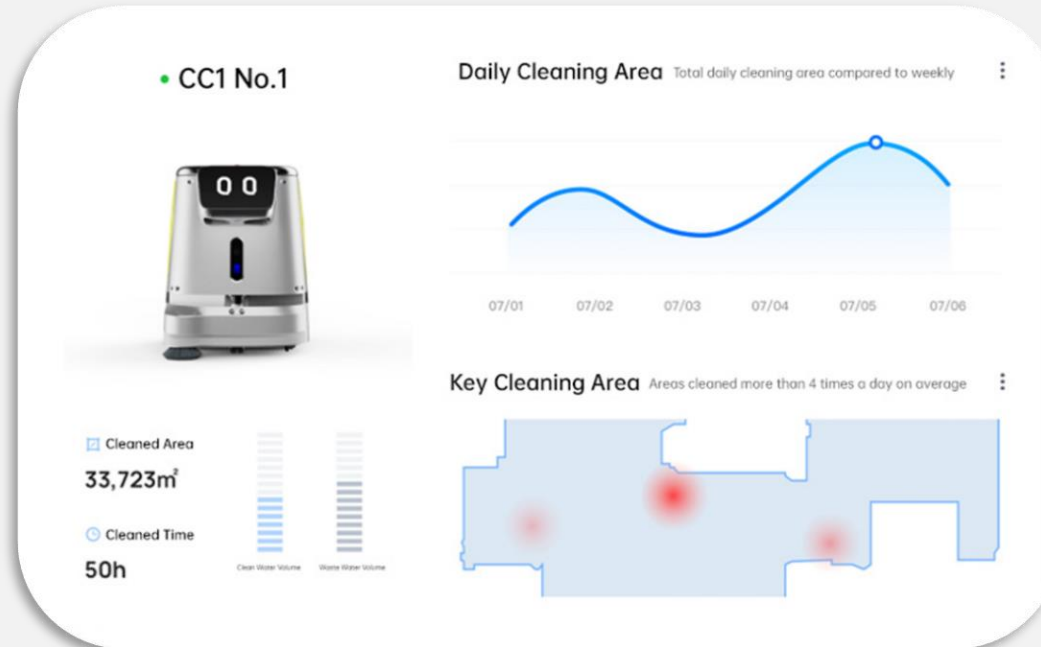 CC1 No.1
Daily Cleaning Area Total daily cleaning area compared to weekly
07/01 07/02 07/03 07/04 07/05 07/06
Key Cleaning Area Areas cleaned more than 4 times a day on average
Cleaned Area
33,723m²
Cleaned Time
50h
Clean Water Volume Waste Water Volume